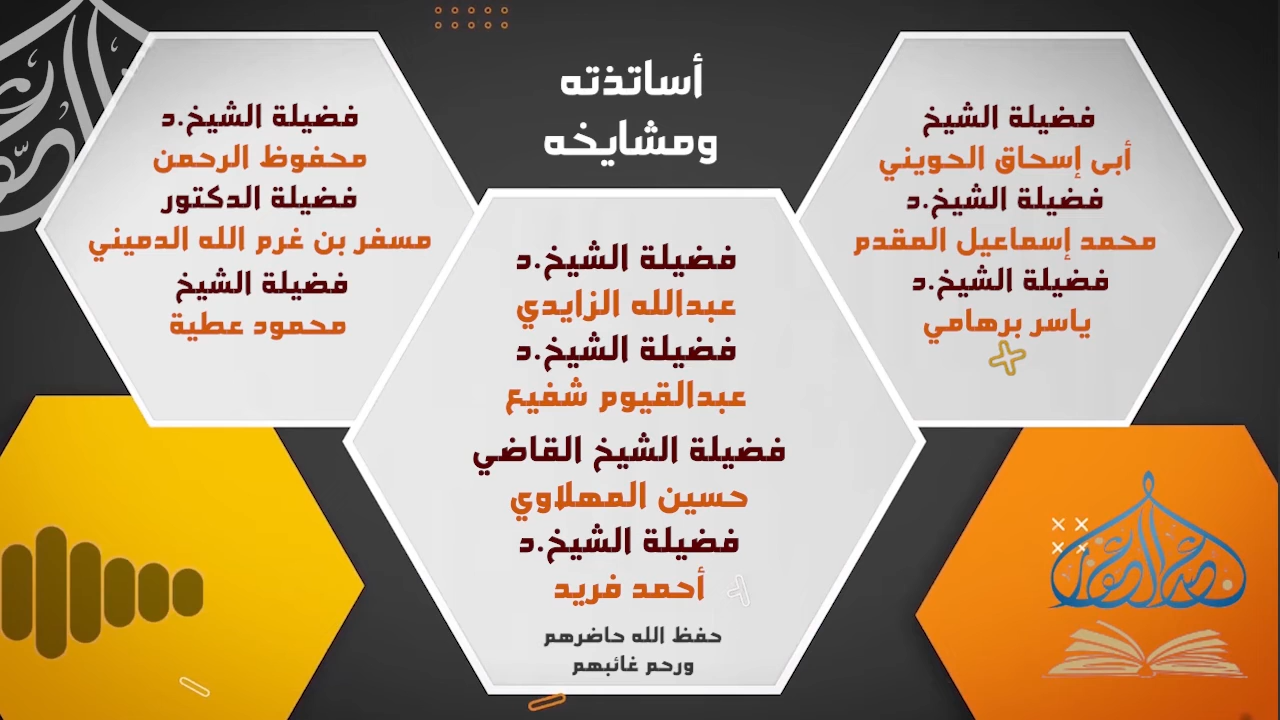 أساتذته
ومشايخه
فضيلة الشيخ
أبى إسحاق الحويني
فضيلة الشيخ.د
محمد إسماعيل المقدم
فضيلة الشيخ.د
ياسر برهامي
فضيلة الشيخ.د
عبدالله الزايدي
فضيلة الشيخ.د
عبدالقيوم شفيع
فضيلة الشيخ القاضي
حسين المهلاوي
فضيلة الشيخ.د
أحمد فريد
حفظ الله حاضرهم
ورحم غائبهم
فضيلة الشيخ.د
محفوظ الرحمن
فضيلة الدكتور
مسفر بن غرم الله الدميني
فضيلة الشيخ
محمود عطية